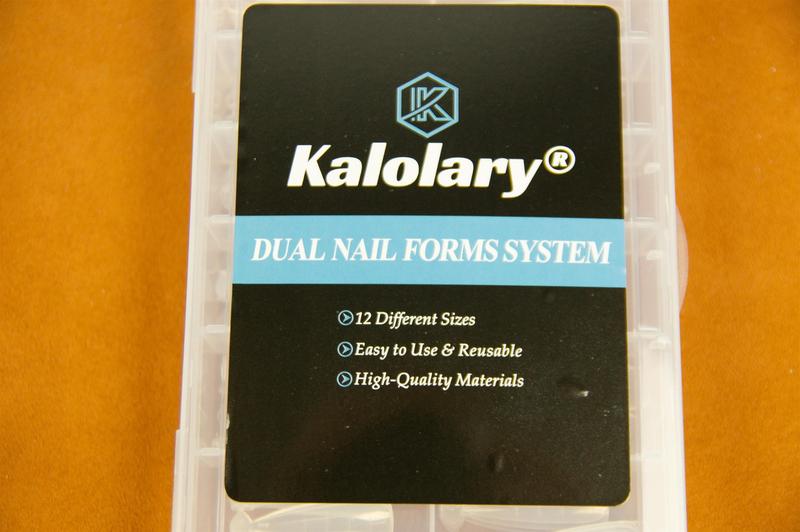 K
Kalolary®
DUAL NAIL FORMS SYSTEM
12 Different Sizes
Easy to Use & Reusable
High-Quality Materials